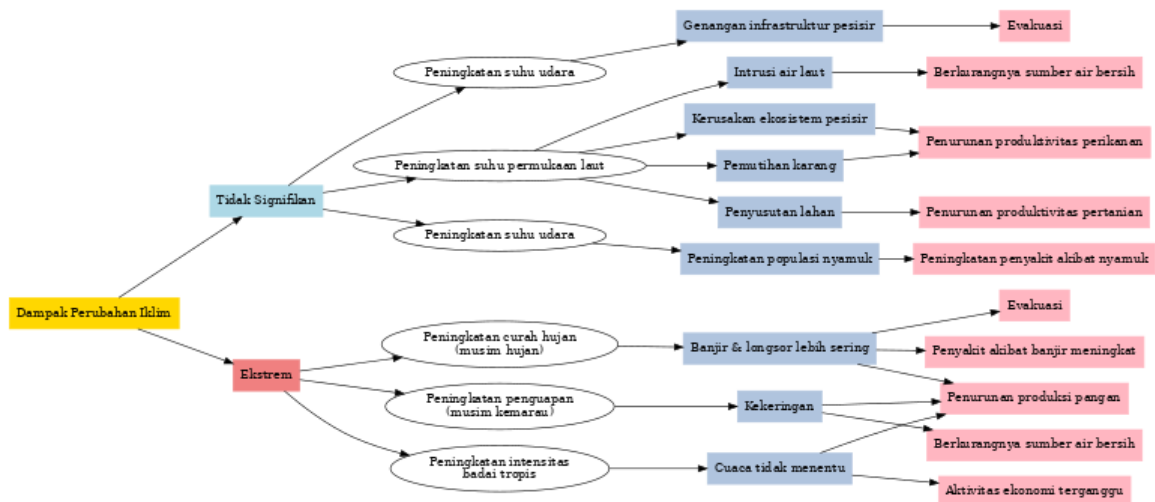 Genangan infrastruktur pesisir
Evakuasi
Peningkatan suhu udara
Intrusi air laut
Berkurangnya sumber air bersih
Kerusakan ekosistem pesisir
Penurunan produktivitas perikanan
Peningkatan suhu permukaan laut
Pemutihan karang
Tidak Signifikan
Penyusutan lahan
Penurunan produktivitas pertanian
Peningkatan suhu udara
Peningkatan populasi nyamuk
Peningkatan penyakit akibat nyamuk
Dampak Perubahan Iklim
Evakuasi
Peningkatan curah hujan
(musim hujan)
Banjir & longsor lebih sering
Penyakit akibat banjir meningkat
Ekstrem
Peningkatan penguapan
(musim kemarau)
Kekeringan
Penurunan produksi pangan
Berkurangnya sumber air bersih
Peningkatan intensitas
badai tropis
Cuaca tidak menentu
Aktivitas ekonomi terganggu